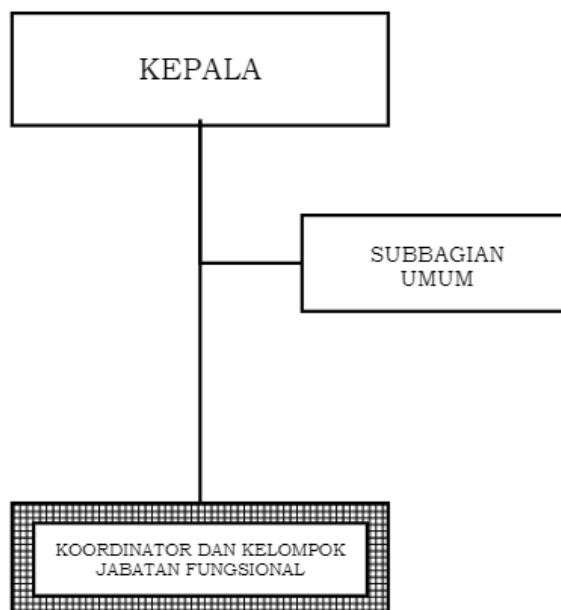 KEPALA
SUBBAGIAN
UMUM
KOORDINATOR DAN KELOMPOK
JABATAN FUNGSIONAL